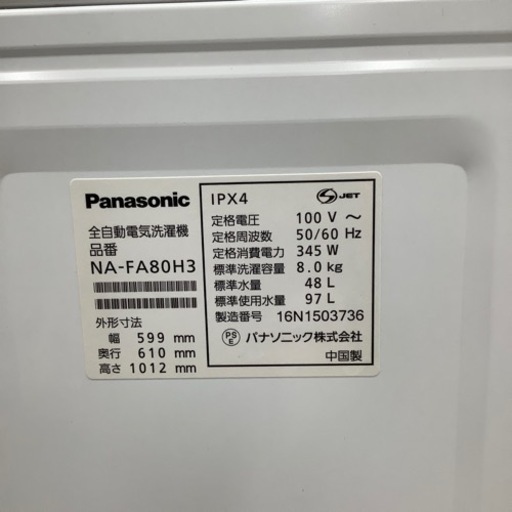 Panasonic
全自動電気洗濯機
品番
NA-FA80H3
外形寸法
幅 599 mm
奥行 610 mm
高さ 1012 mm
IPX4
S JET
定格電圧 100 V ～
定格周波数 50/60 Hz
定格消費電力 345 W
標準洗濯容量 8.0 kg
標準水量 48 L
標準使用水量 97 L
製造番号 16N1503736
PSE パナソニック株式会社
中国製